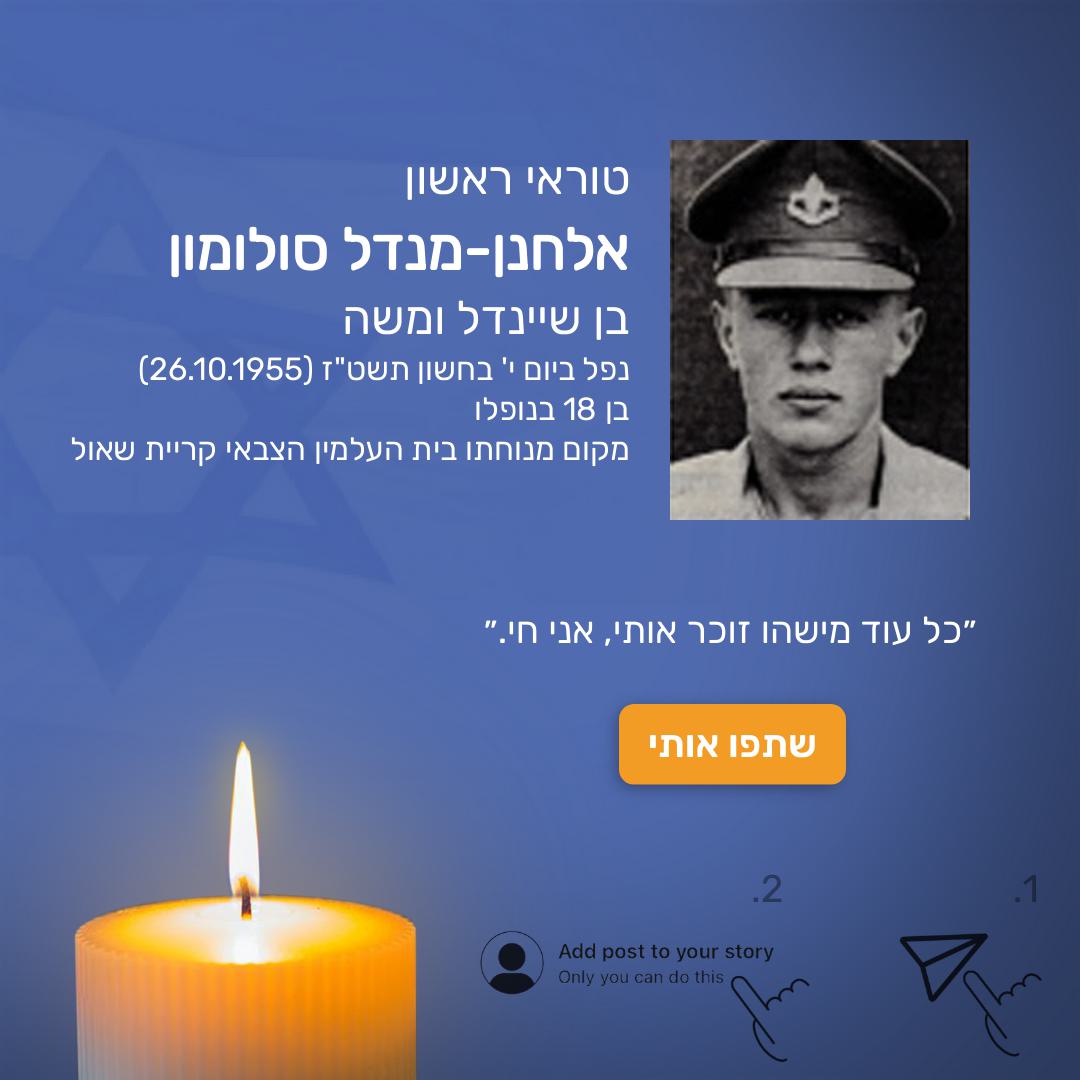 טוראי ראשון
אלחנן-מנדל סולומון
בן שיינדל ומשה
נפל ביום י' בחשון תשט"ז (26.10.1955)
בן 18 בנופלו
מקום מנוחתו בית העלמין הצבאי קריית שאול
״כל עוד מישהו זוכר אותי, אני חי.״
שתפו אותי
1.
2.
Add post to your story
Only you can do this